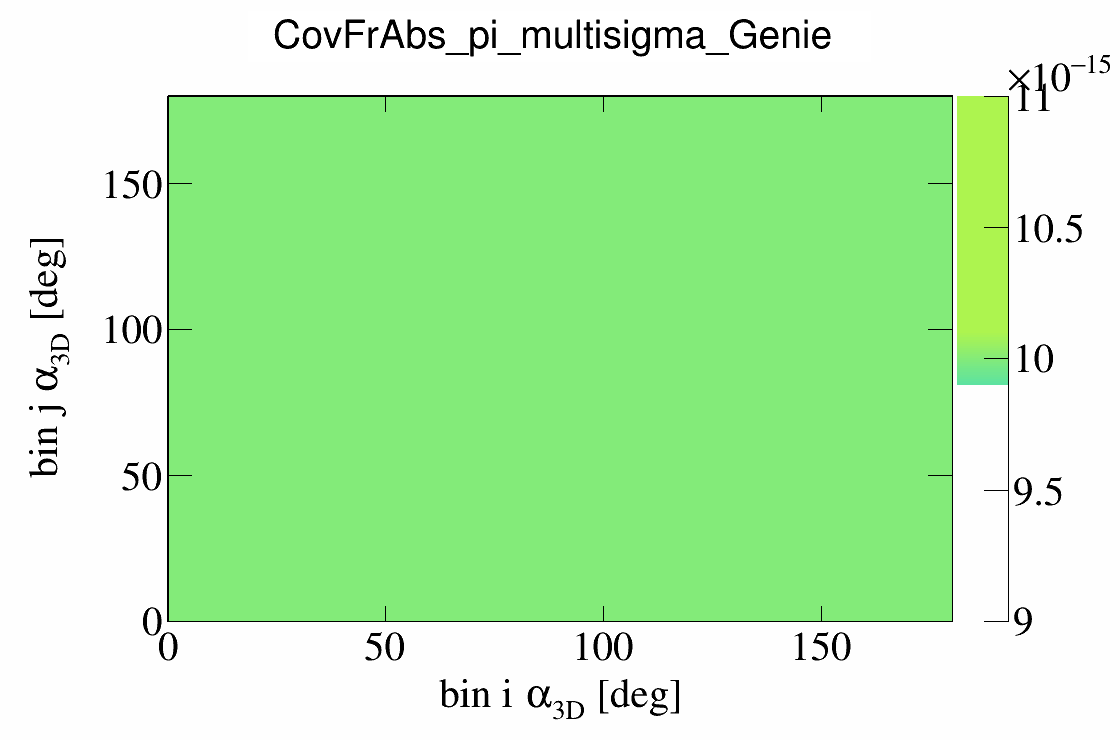 CovFrAbs_pi_multisigma_Genie
×10⁻¹⁵
11
10.5
10
9.5
9
150
100
50
0
0 50 100 150
bin j α₃D [deg]
bin i α₃D [deg]